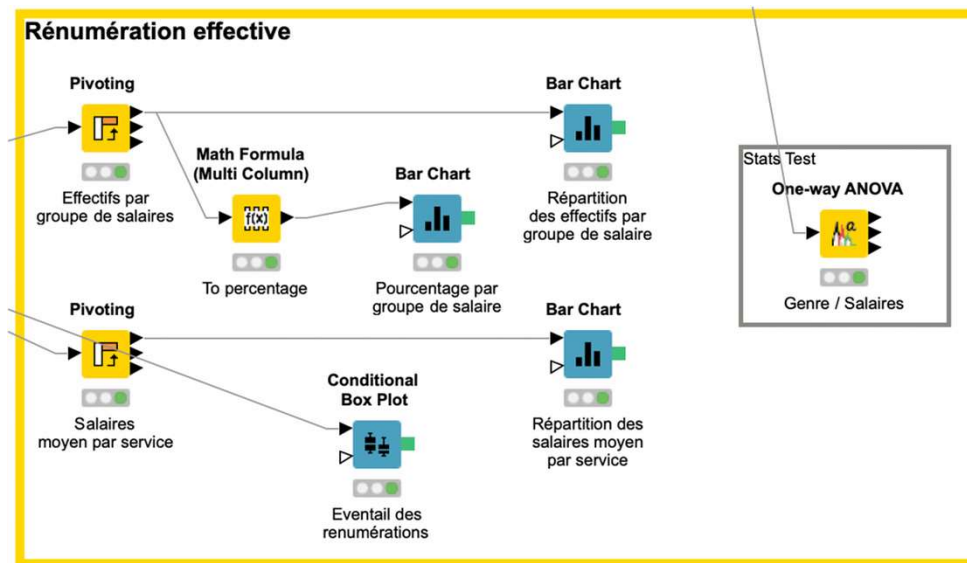 Rénumération effective
Pivoting
Bar Chart
Effectifs par
groupe de salaires
Math Formula
(Multi Column)
f(x)
To percentage
Bar Chart
Pourcentage par
groupe de salaire
Répartition
des effectifs par
groupe de salaire
Stats Test
One-way ANOVA
a
Genre / Salaires
Pivoting
Bar Chart
Salaires
moyen par service
Conditional
Box Plot
Eventail des
renumérations
Répartition des
salaires moyen
par service